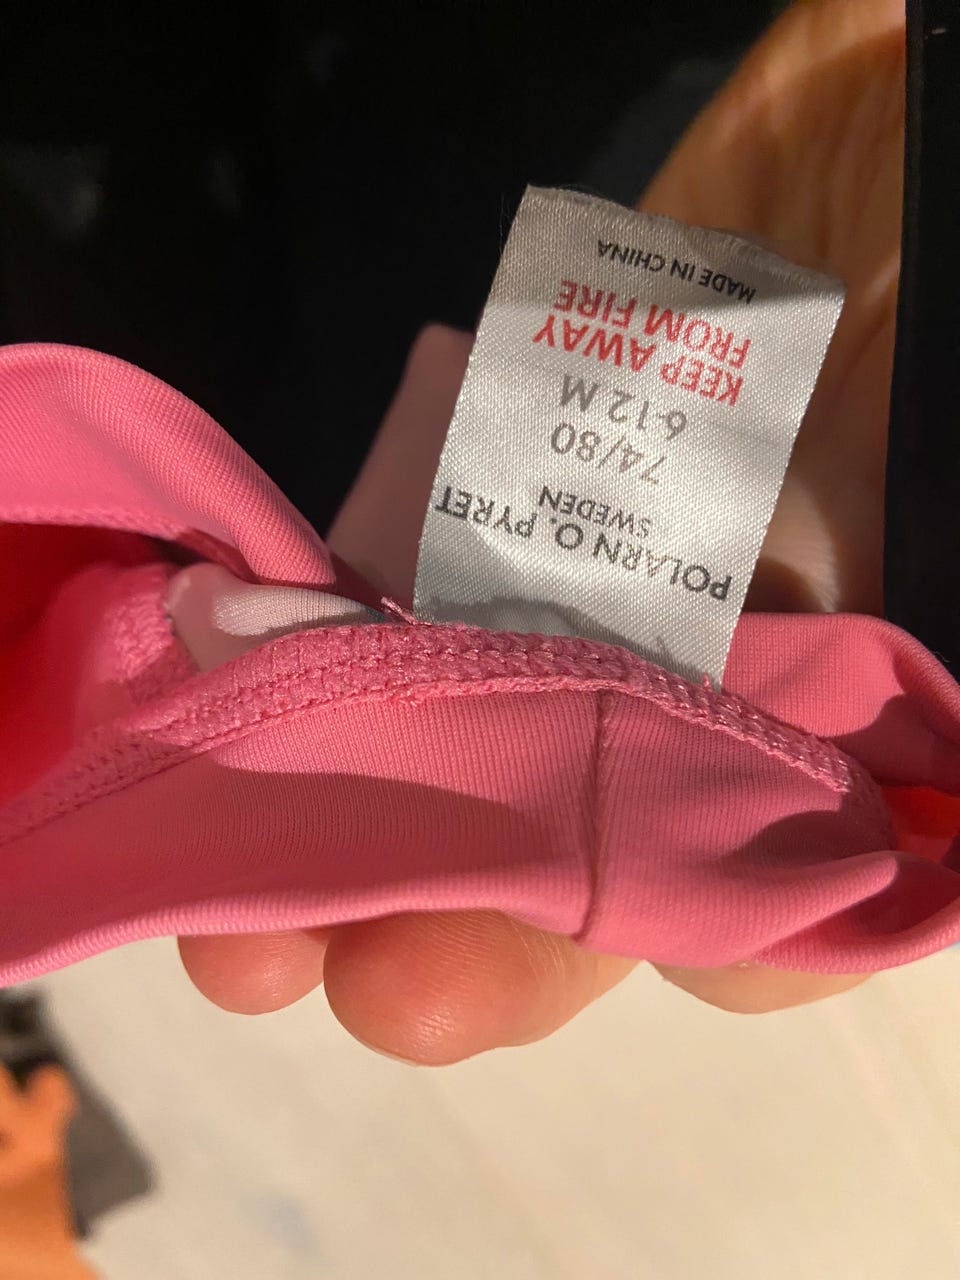 POLARN O. PYRET
SWEDEN
74/80
6-12 M
KEEP AWAY
FROM FIRE
MADE IN CHINA